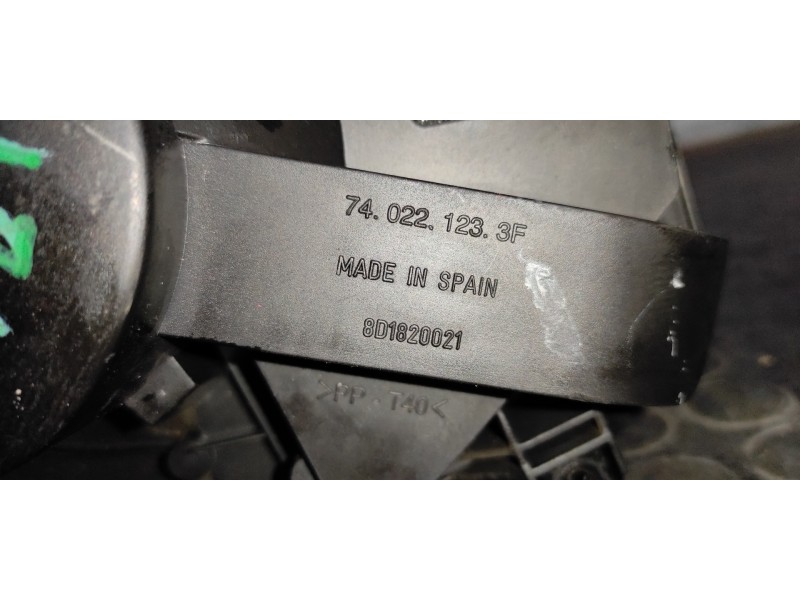 74. 022. 123. 3F
MADE IN SPAIN
8D1820021
>PP T40<